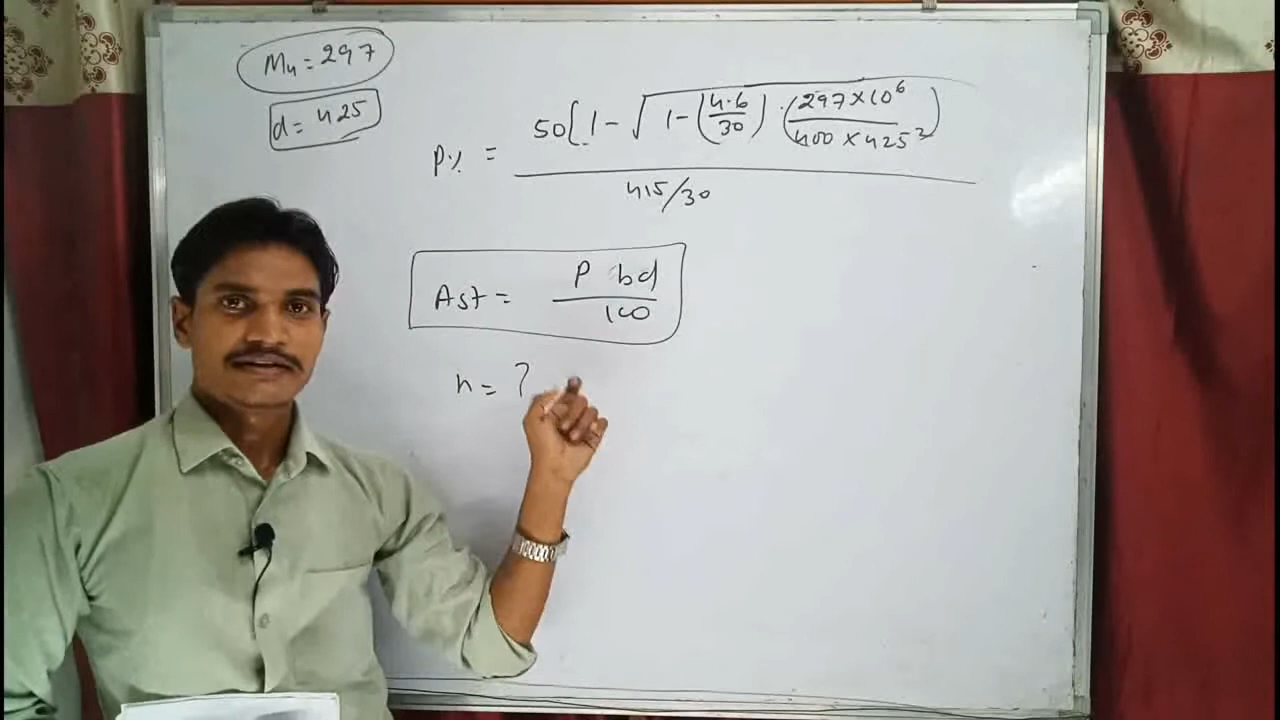 Mu = 297
d = 425
P% = 50[1 - √(1 - (4.6/30) · (297 × 10⁶ / 400 × 425²)) / 415/30
Ast = P bd / 100
n = ?